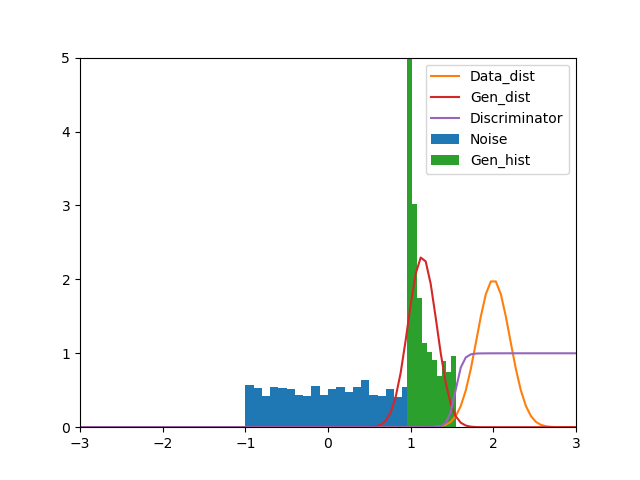 5
4
3
2
1
0
−3
−2
−1
0
1
2
3
Data_dist
Gen_dist
Discriminator
Noise
Gen_hist